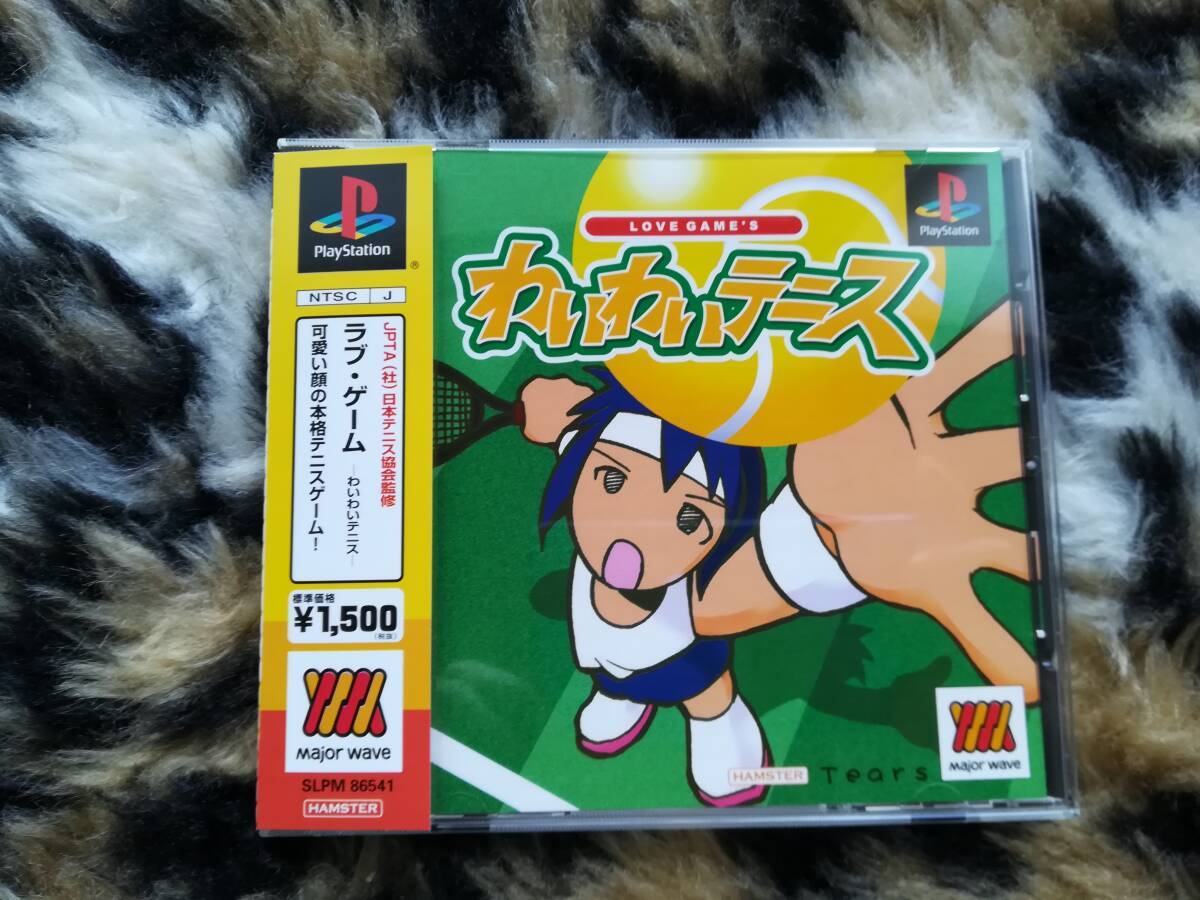 PlayStation
®
NTSC J
JPTA (社) 日本テニス協会監修
ラブ・ゲーム —わいわいテニス—
可愛い顔の本格テニスゲーム!
標準価格
¥1,500
(税抜)
major wave
SLPM 86541
HAMSTER
LOVE GAME'S
わいわいテニス
PlayStation
HAMSTER Tears
major wave